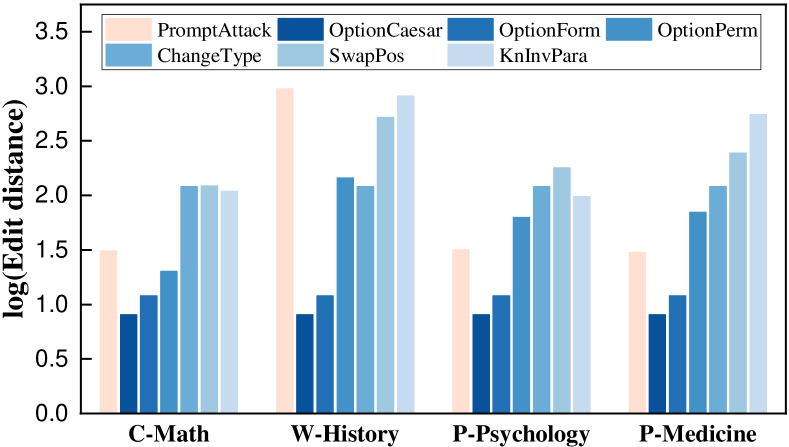 3.5
3.0
2.5
2.0
1.5
1.0
0.5
0.0
log(Edit distance)
PromptAttack OptionCaesar OptionForm OptionPerm
ChangeType SwapPos KnInvPara
C-Math W-History P-Psychology P-Medicine